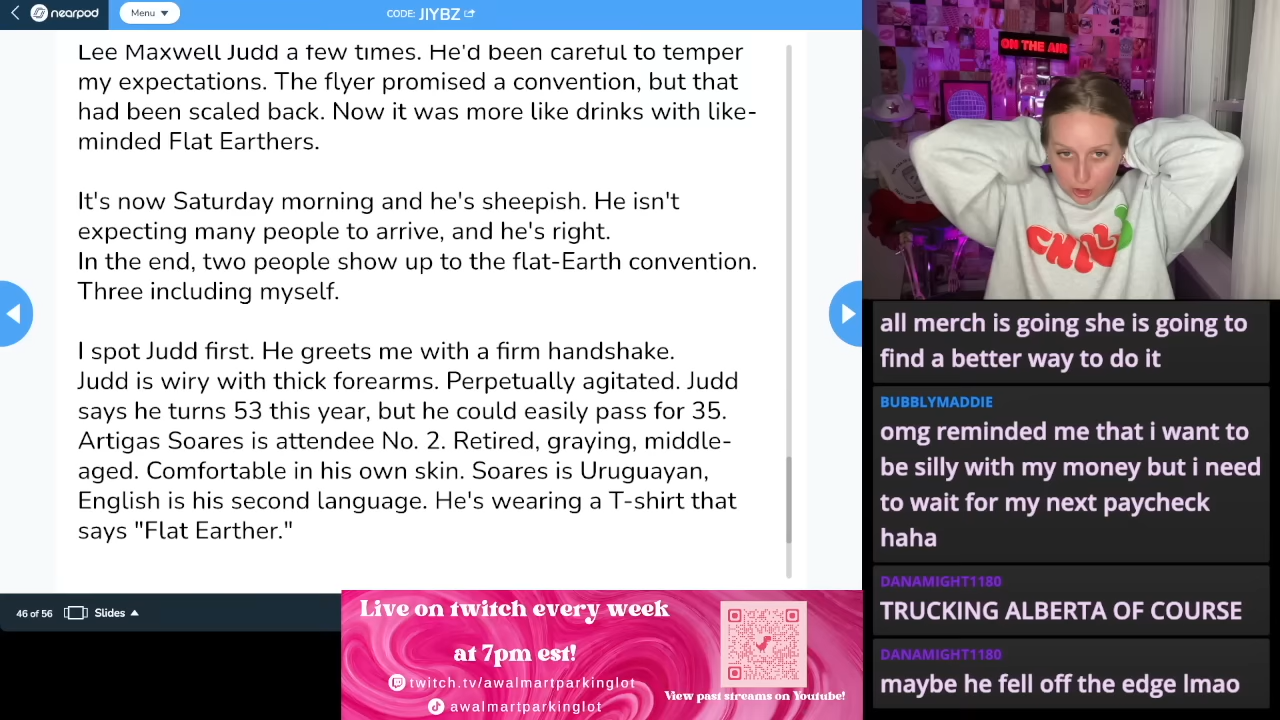 nearpod
Menu
CODE: JIYBZ
ON THE AIR
Lee Maxwell Judd a few times. He'd been careful to temper
my expectations. The flyer promised a convention, but that
had been scaled back. Now it was more like drinks with like-
minded Flat Earthers.
It's now Saturday morning and he's sheepish. He isn't
expecting many people to arrive, and he's right.
In the end, two people show up to the flat-Earth convention.
Three including myself.
I spot Judd first. He greets me with a firm handshake.
Judd is wiry with thick forearms. Perpetually agitated. Judd
says he turns 53 this year, but he could easily pass for 35.
Artigas Soares is attendee No. 2. Retired, graying, middle-
aged. Comfortable in his own skin. Soares is Uruguayan,
English is his second language. He's wearing a T-shirt that
says "Flat Earther."
46 of 56
Slides
Live on twitch every week
at 7pm est!
twitch.tv/awalmartparkinglot
awalmartparkinglot
View past streams on Youtube!
all merch is going she is going to
find a better way to do it
BUBBLYMADDIE
omg reminded me that i want to
be silly with my money but i need
to wait for my next paycheck
haha
DANAMIGHT1180
TRUCKING ALBERTA OF COURSE
DANAMIGHT1180
maybe he fell off the edge lmao